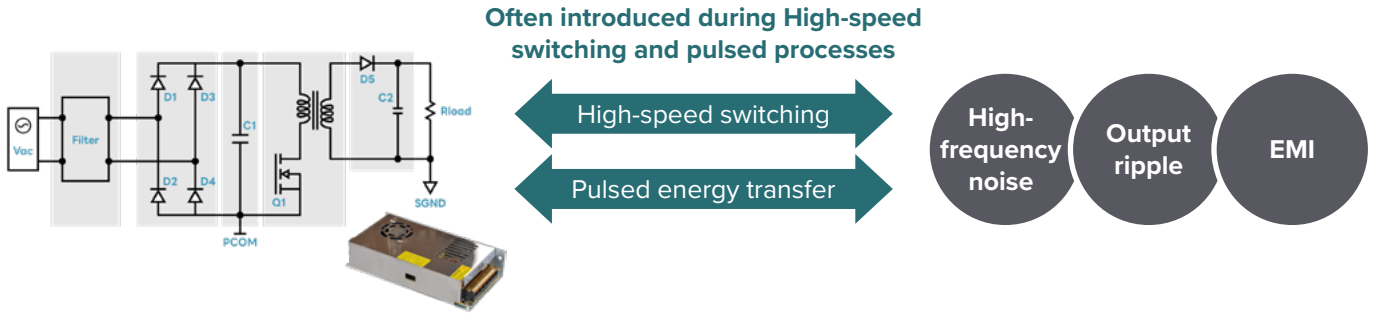 Often introduced during High-speed
switching and pulsed processes
Vac
Filter
D1
D3
D2
D4
C1
Q1
PCOM
D5
C2
Rload
SGND
High-speed switching
Pulsed energy transfer
High-
frequency
noise
Output
ripple
EMI